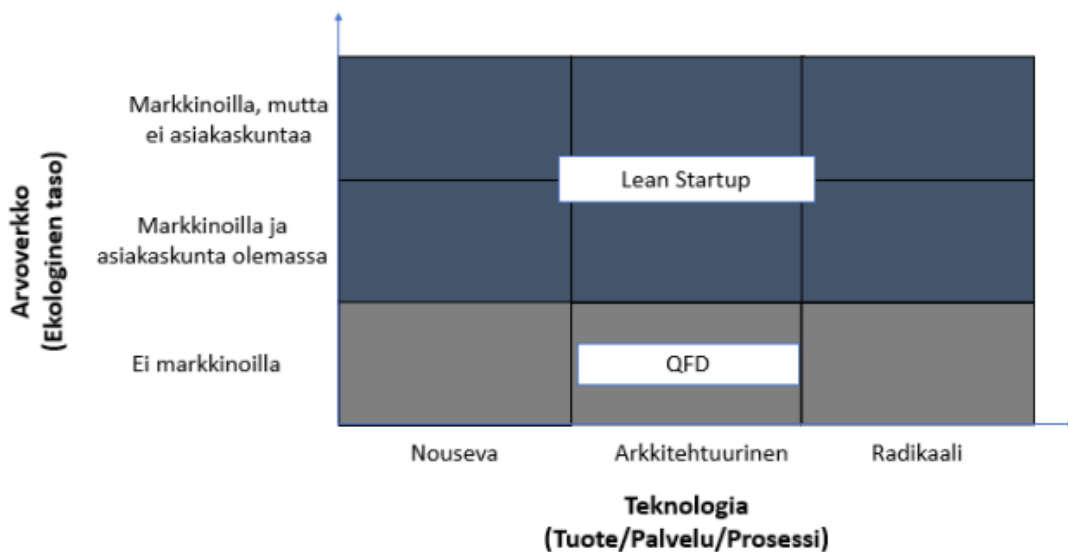 Markkinoilla, mutta
ei asiakaskuntaa
Lean Startup
Markkinoilla ja
asiakaskunta olemassa
Arvoverkko
(Ekologinen taso)
Ei markkinoilla
QFD
Nouseva
Arkkitehtuurinen
Radikaali
Teknologia
(Tuote/Palvelu/Prosessi)